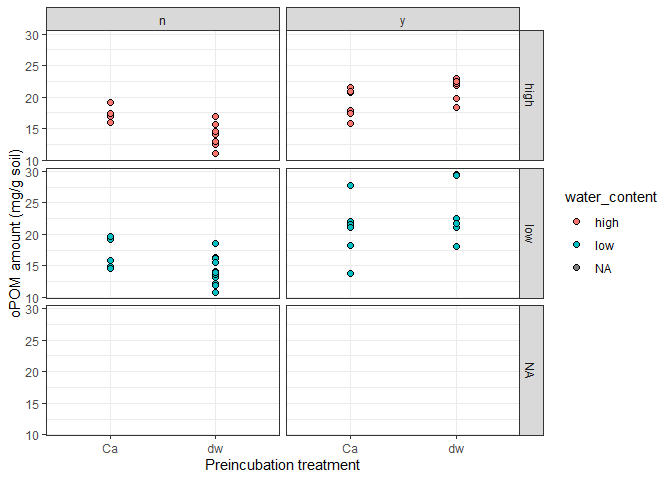 n
y
30
25
20
15
10
high
30
25
20
15
10
low
30
25
20
15
10
NA
Ca
dw
Ca
dw
Preincubation treatment
oPOM amount (mg/g soil)
water_content
high
low
NA